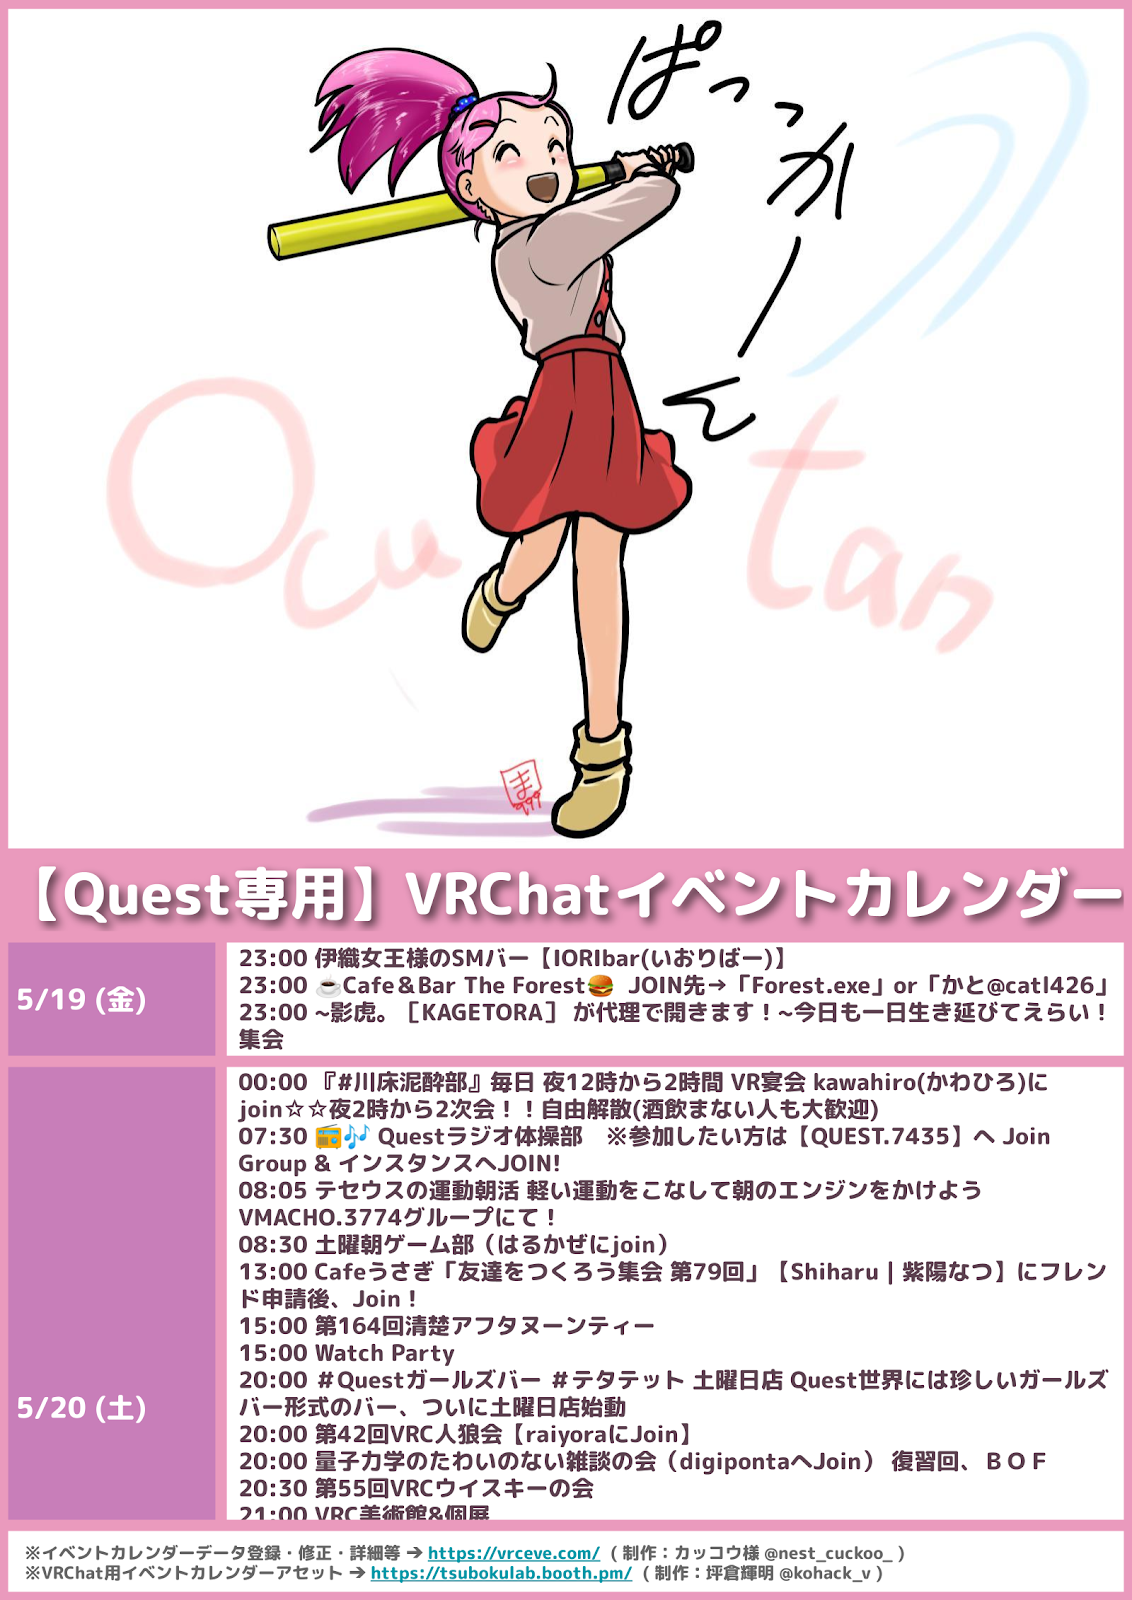 ぱっっかーん
Ocu tan
ま
999
【Quest専用】VRChatイベントカレンダー
5/19 (金)
23:00 伊織女王様のSMバー【IORIbar(いおりばー)】
23:00 ☕Cafe＆Bar The Forest🍔 JOIN先→「Forest.exe」or「かと@catl426」
23:00 ~影虎。［KAGETORA］ が代理で開きます！~今日も一日生き延びてえらい！
集会
5/20 (土)
00:00 『#川床泥酔部』毎日 夜12時から2時間 VR宴会 kawahiro(かわひろ)に
join☆☆夜2時から2次会！！自由解散(酒飲まない人も大歓迎)
07:30 📻🎶 Questラジオ体操部　※参加したい方は【QUEST.7435】へ Join
Group & インスタンスへJOIN!
08:05 テセウスの運動朝活 軽い運動をこなして朝のエンジンをかけよう
VMACHO.3774グループにて！
08:30 土曜朝ゲーム部（はるかぜにjoin）
13:00 Cafeうさぎ「友達をつくろう集会 第79回」【Shiharu | 紫陽なつ】にフレン
ド申請後、Join！
15:00 第164回清楚アフタヌーンティー
15:00 Watch Party
20:00 ＃Questガールズバー ＃テタテット 土曜日店 Quest世界には珍しいガールズ
バー形式のバー、ついに土曜日店始動
20:00 第42回VRC人狼会【raiyoraにJoin】
20:00 量子力学のたわいのない雑談の会（digipontaへJoin） 復習回、ＢＯＦ
20:30 第55回VRCウイスキーの会
21:00 VRC美術館&個展
※イベントカレンダーデータ登録・修正・詳細等 → https://vrceve.com/ ( 制作：カッコウ様 @nest_cuckoo_ )
※VRChat用イベントカレンダーアセット → https://tsubokulab.booth.pm/ ( 制作：坪倉輝明 @kohack_v )